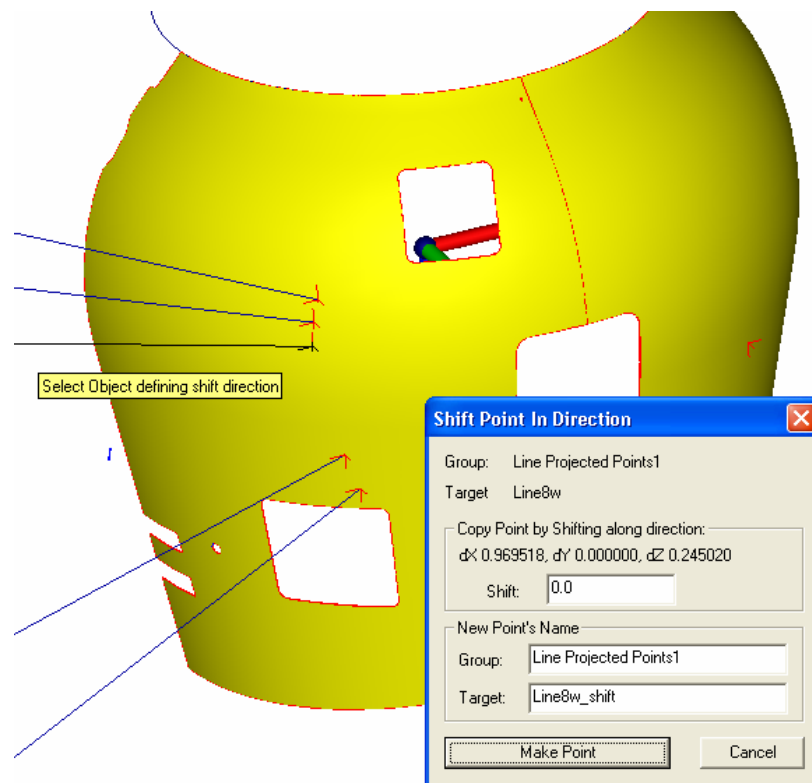 Select Object defining shift direction
Shift Point In Direction
Group: Line Projected Points1
Target Line8w
Copy Point by Shifting along direction:
dX 0.969518, dY 0.000000, dZ 0.245020
Shift: 0.0
New Point's Name
Group: Line Projected Points1
Target: Line8w_shift
Make Point Cancel